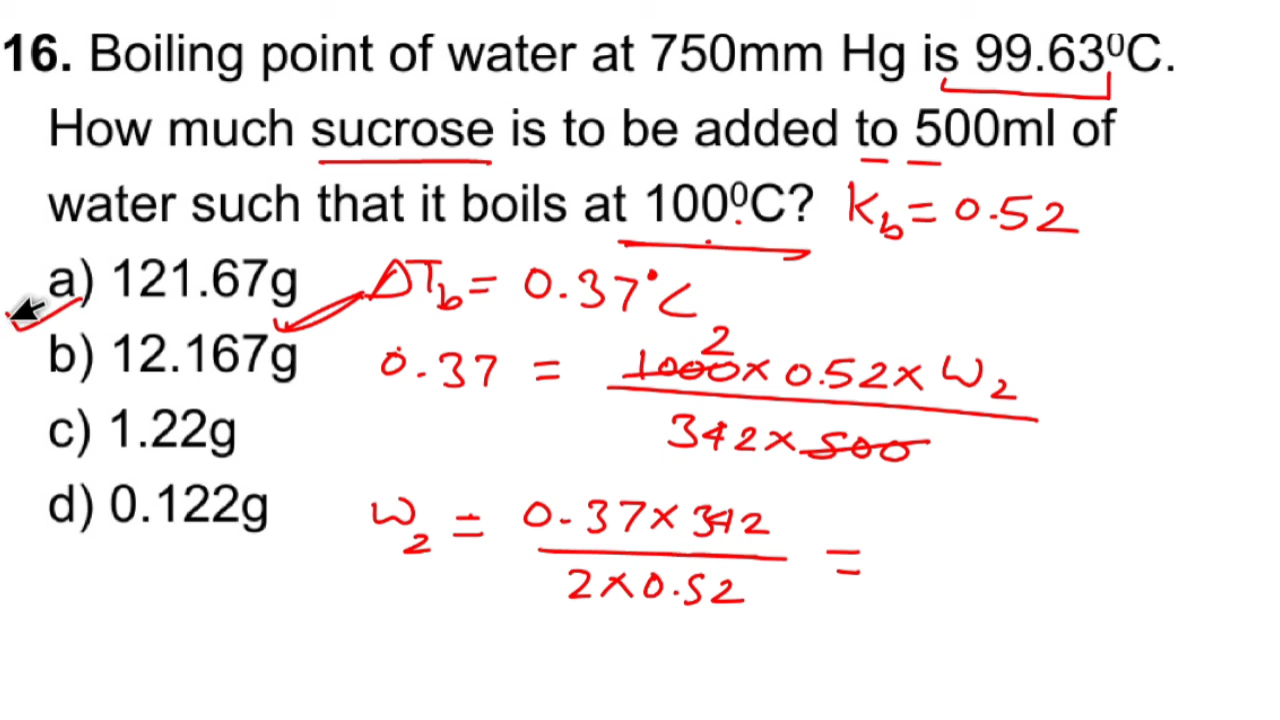 16. Boiling point of water at 750mm Hg is 99.63⁰C.
How much sucrose is to be added to 500ml of
water such that it boils at 100⁰C? Kb = 0.52
a) 121.67g ΔTb = 0.37°C
b) 12.167g 0.37 = 1000 2 × 0.52 × W2
342 × 500
c) 1.22g
d) 0.122g W2 = 0.37 × 342 =
2 × 0.52